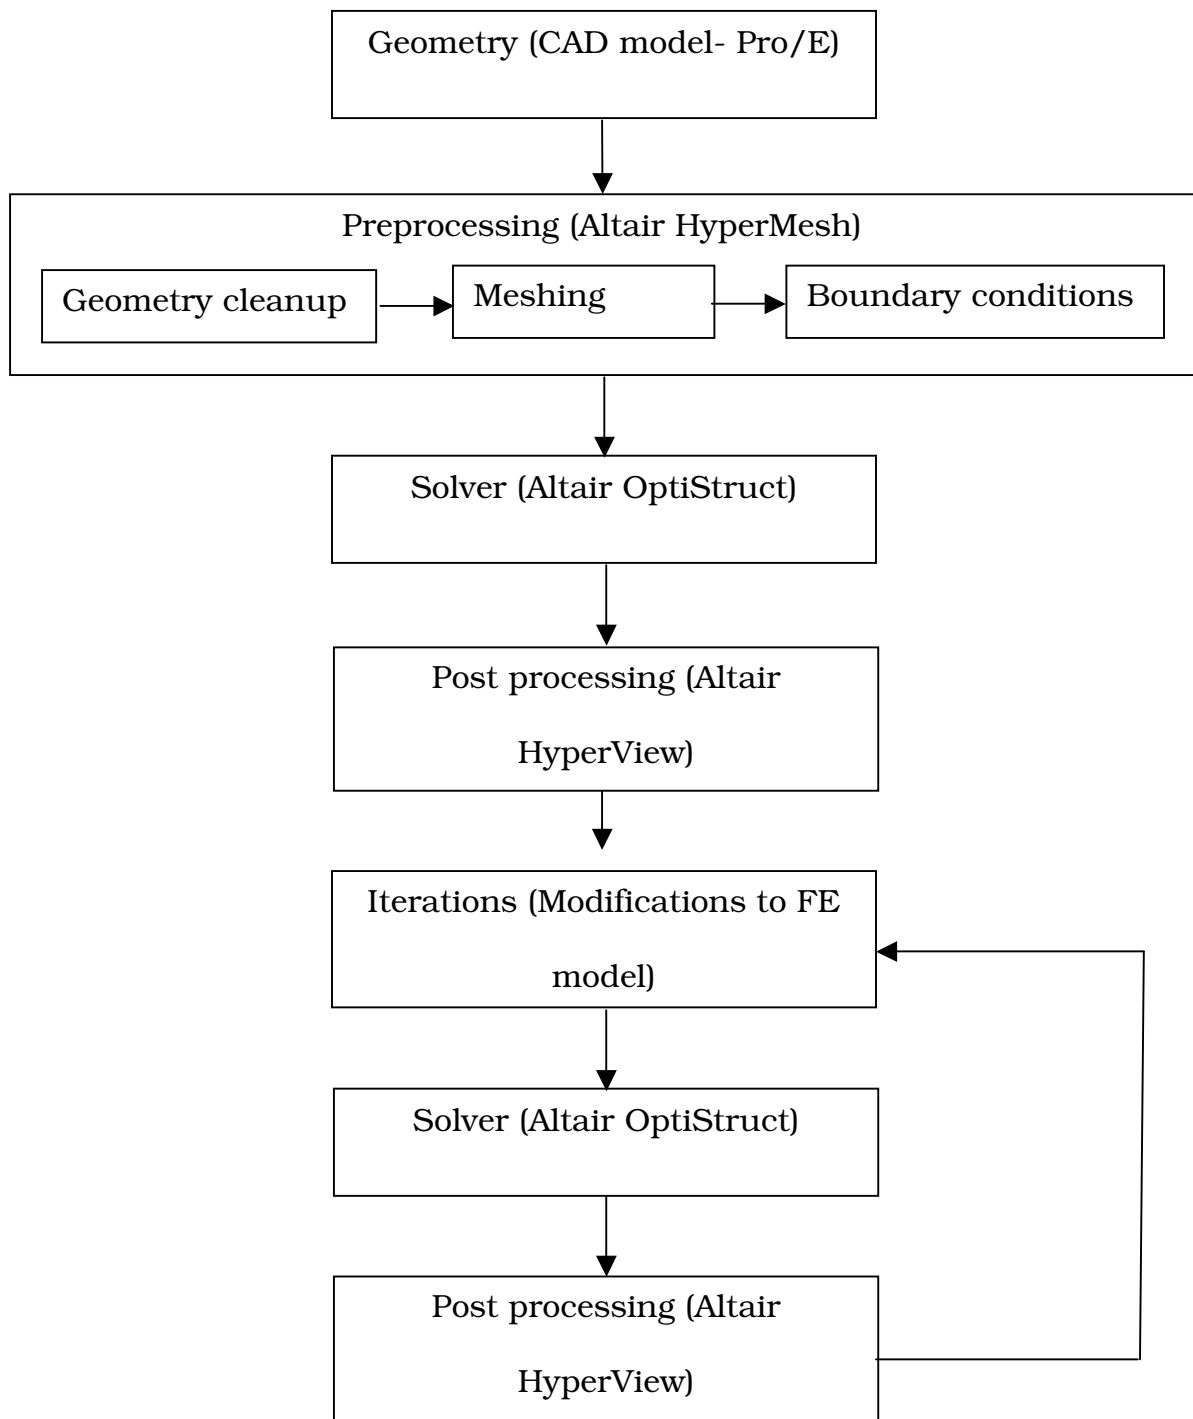 Geometry (CAD model- Pro/E)
Preprocessing (Altair HyperMesh)
Geometry cleanup
Meshing
Boundary conditions
Solver (Altair OptiStruct)
Post processing (Altair
HyperView)
Iterations (Modifications to FE
model)
Solver (Altair OptiStruct)
Post processing (Altair
HyperView)